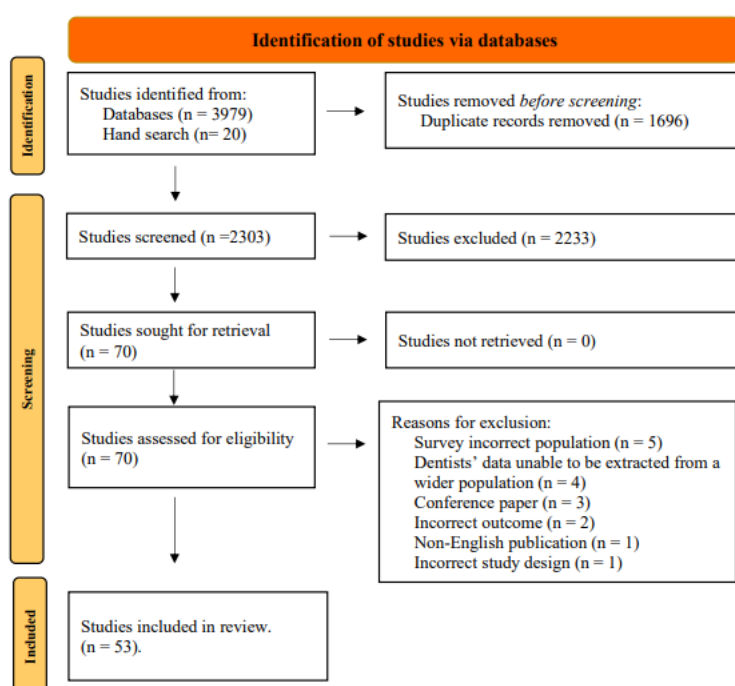 Identification of studies via databases
Identification
Studies identified from:
Databases (n = 3979)
Hand search (n= 20)
Studies removed before screening:
Duplicate records removed (n = 1696)
Screening
Studies screened (n =2303)
Studies excluded (n = 2233)
Studies sought for retrieval
(n = 70)
Studies not retrieved (n = 0)
Studies assessed for eligibility
(n = 70)
Reasons for exclusion:
Survey incorrect population (n = 5)
Dentists’ data unable to be extracted from a
wider population (n = 4)
Conference paper (n = 3)
Incorrect outcome (n = 2)
Non-English publication (n = 1)
Incorrect study design (n = 1)
Included
Studies included in review.
(n = 53).